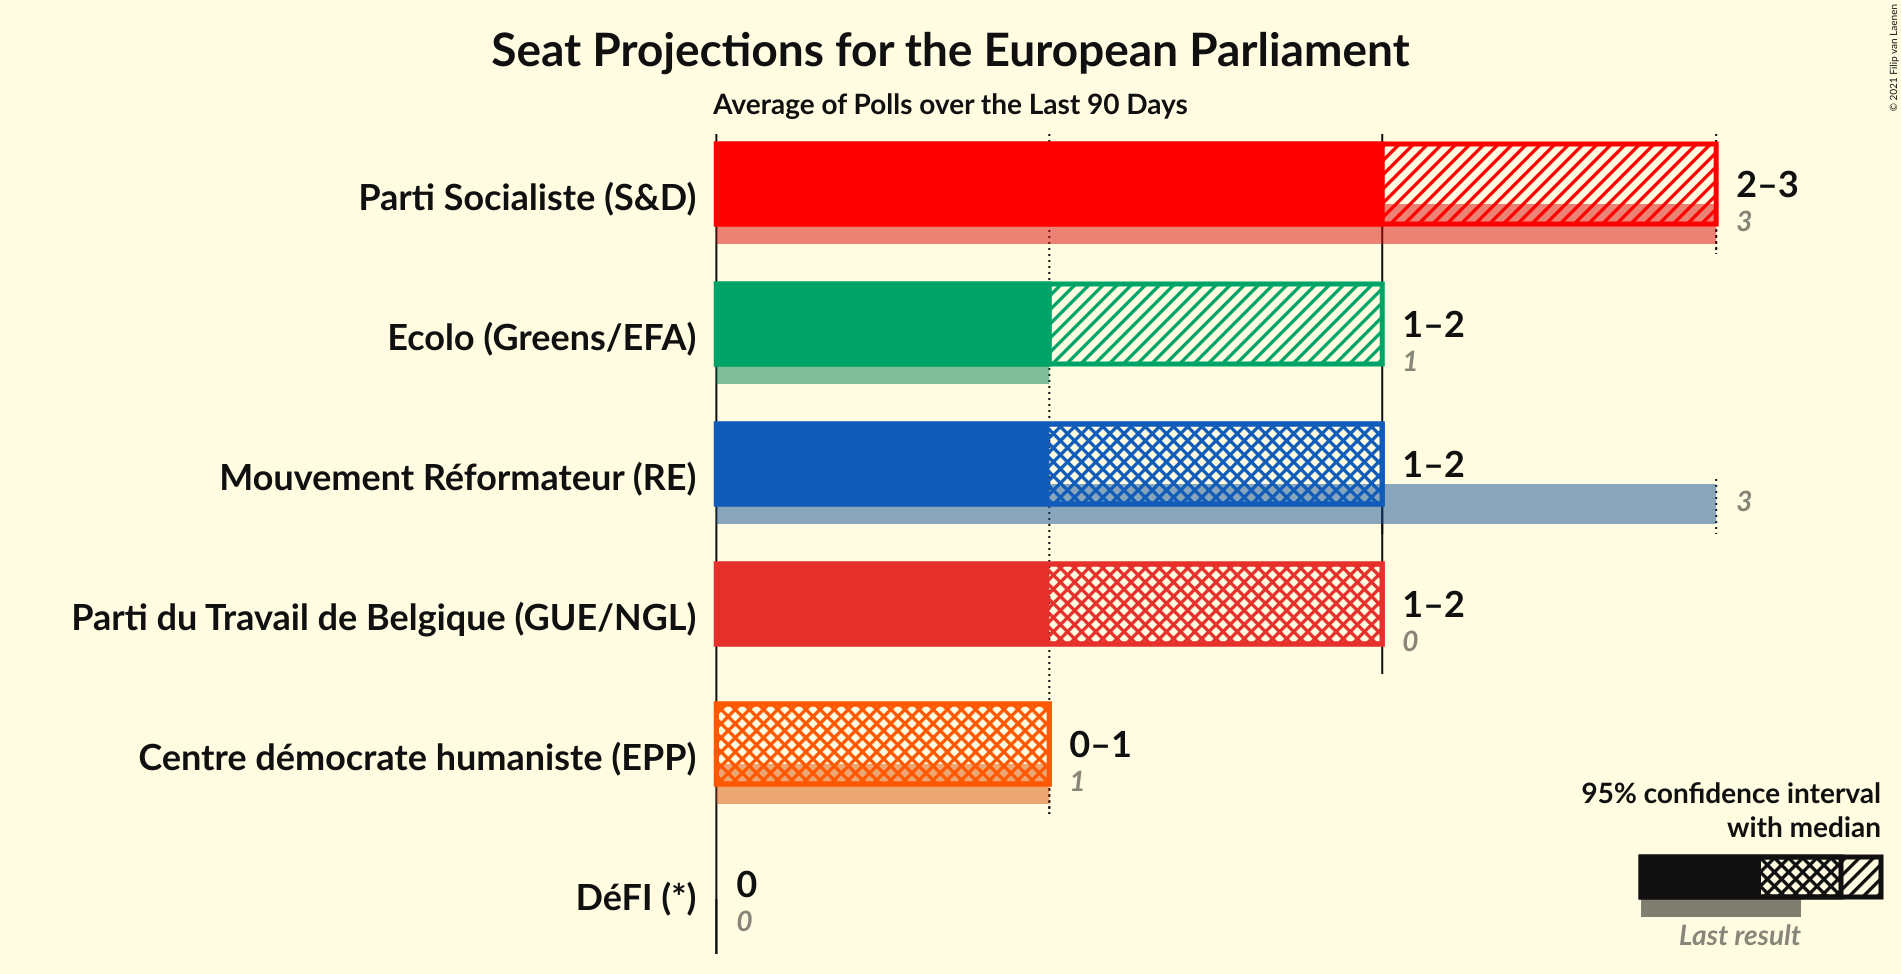 Seat Projections for the European Parliament
Average of Polls over the Last 90 Days
© 2021 Filip van Laenen
Parti Socialiste (S&D)
2–3
3
Ecolo (Greens/EFA)
1–2
1
Mouvement Réformateur (RE)
1–2
3
Parti du Travail de Belgique (GUE/NGL)
1–2
0
Centre démocrate humaniste (EPP)
0–1
1
DéFI (*)
0
0
95% confidence interval
with median
Last result